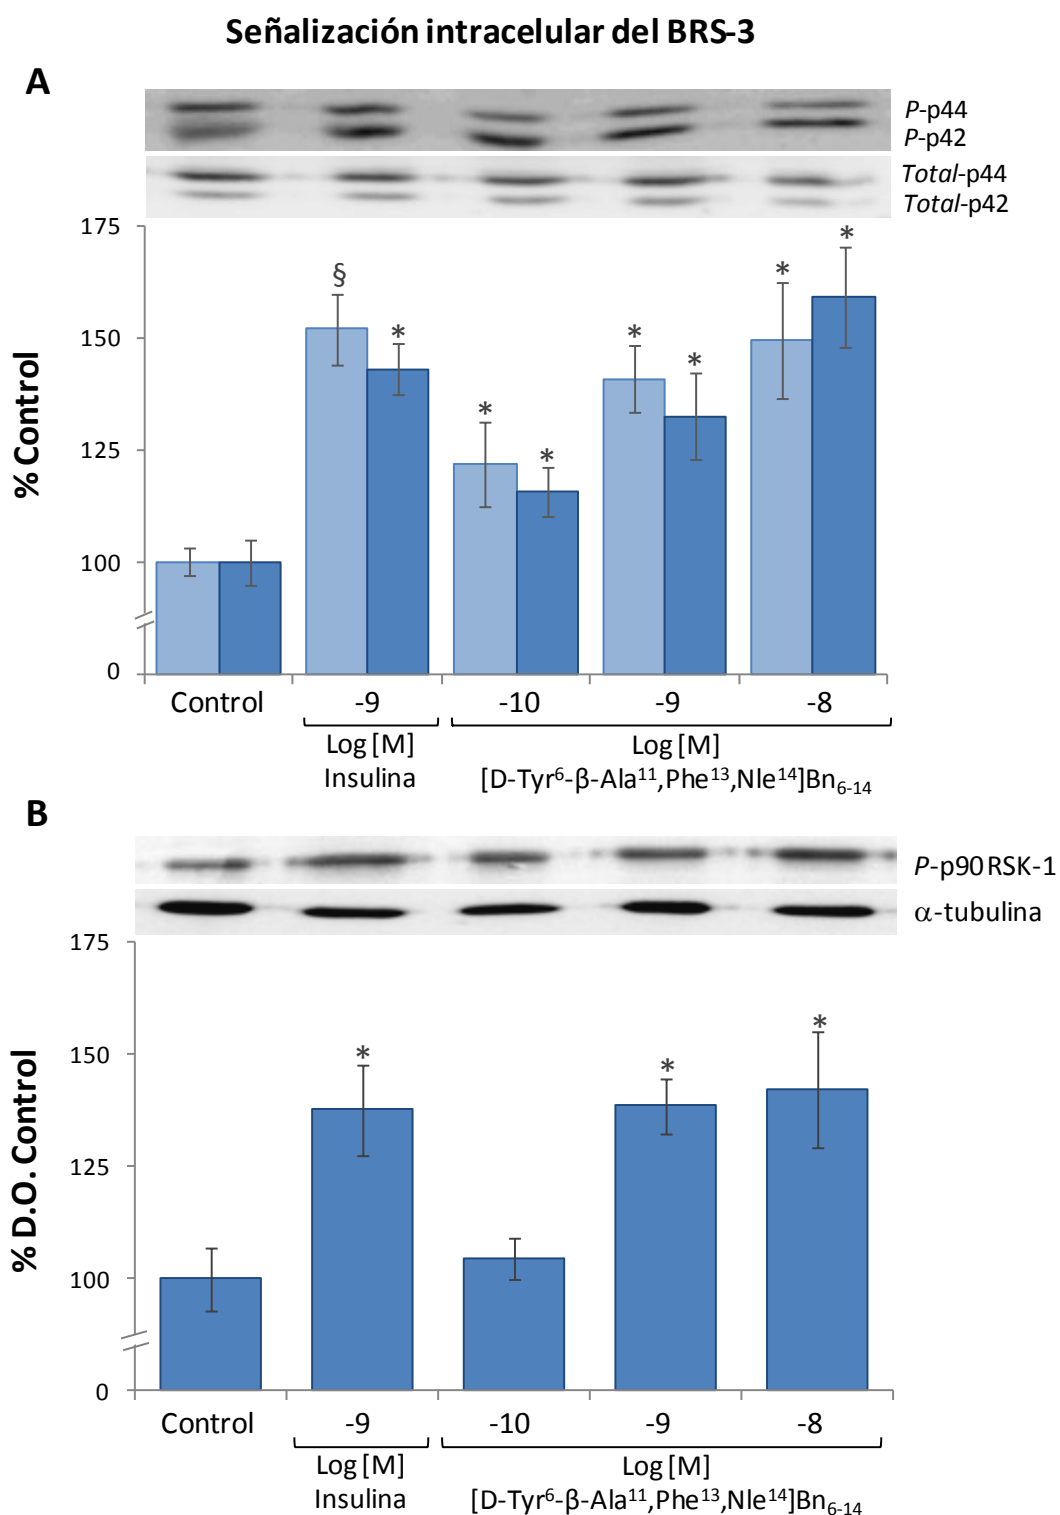 Señalización intracelular del BRS-3
A
P-p44
P-p42
Total-p44
Total-p42
% Control
175
150
125
100
0
§
*
*
*
*
*
*
*
Control
-9
-10
-9
-8
Log [M]
Insulina
Log [M]
[D-Tyr⁶-β-Ala¹¹,Phe¹³,Nle¹⁴]Bn₆₋₁₄
B
P-p90RSK-1
α-tubulina
% D.O. Control
175
150
125
100
0
*
*
*
Control
-9
-10
-9
-8
Log [M]
Insulina
Log [M]
[D-Tyr⁶-β-Ala¹¹,Phe¹³,Nle¹⁴]Bn₆₋₁₄